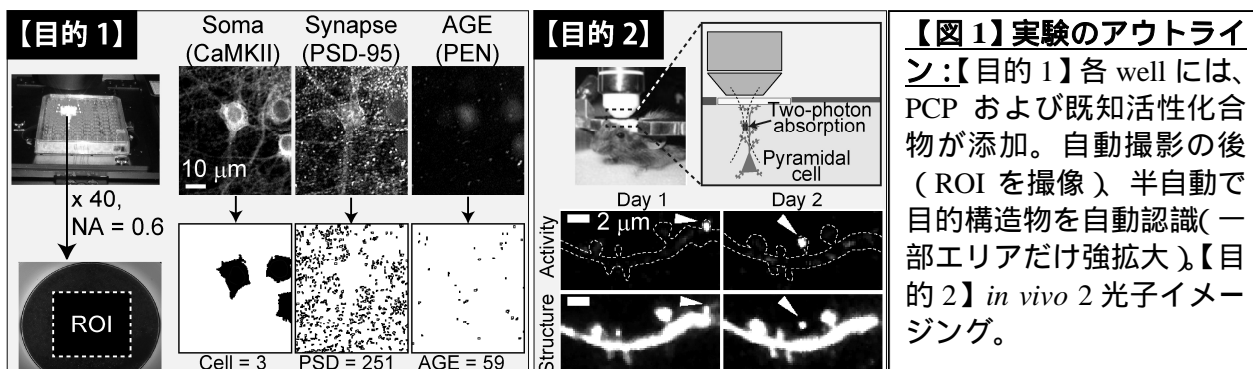 【目的 1】
Soma
(CaMKII)
Synapse
(PSD-95)
AGE
(PEN)
10 μm
x 40,
NA = 0.6
ROI
Cell = 3
PSD = 251
AGE = 59
【目的 2】
Two-photon
absorption
Pyramidal
cell
Day 1
Day 2
2 μm
Activity
Structure
【図 1】実験のアウトライ
ン:【目的 1】各 well には、
PCP および既知活性化合
物が添加。自動撮影の後
（ROI を撮像）、半自動で
目的構造物を自動認識(一
部エリアだけ強拡大)。【目
的 2】in vivo 2 光子イメー
ジング。